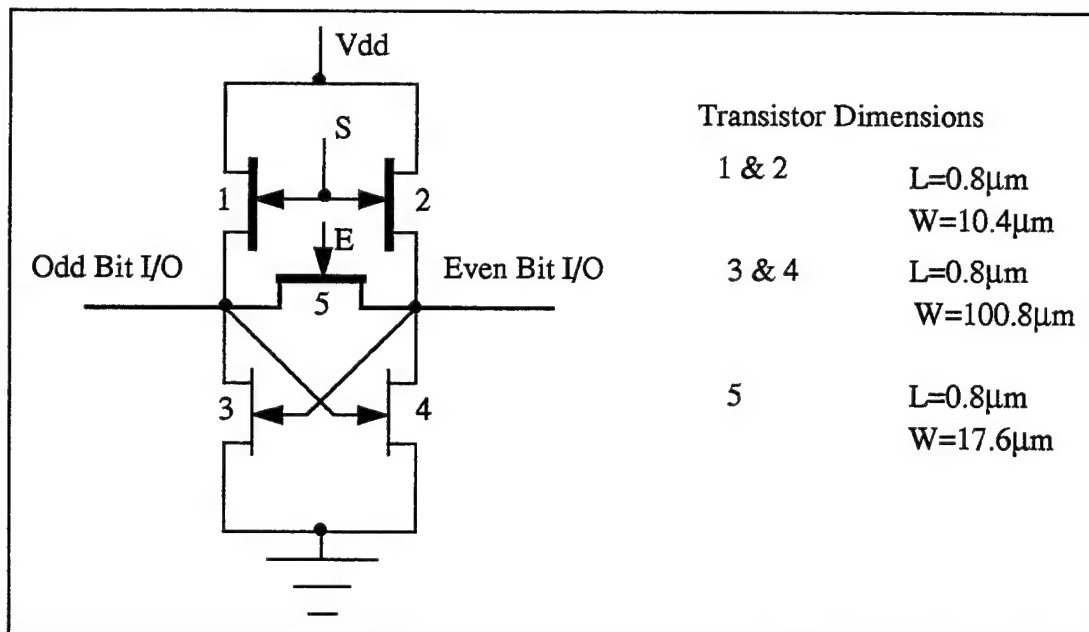 Vdd
S
1
2
E
Odd Bit I/O
Even Bit I/O
5
3
4
Transistor Dimensions
1 & 2
L=0.8μm
W=10.4μm
3 & 4
L=0.8μm
W=100.8μm
5
L=0.8μm
W=17.6μm